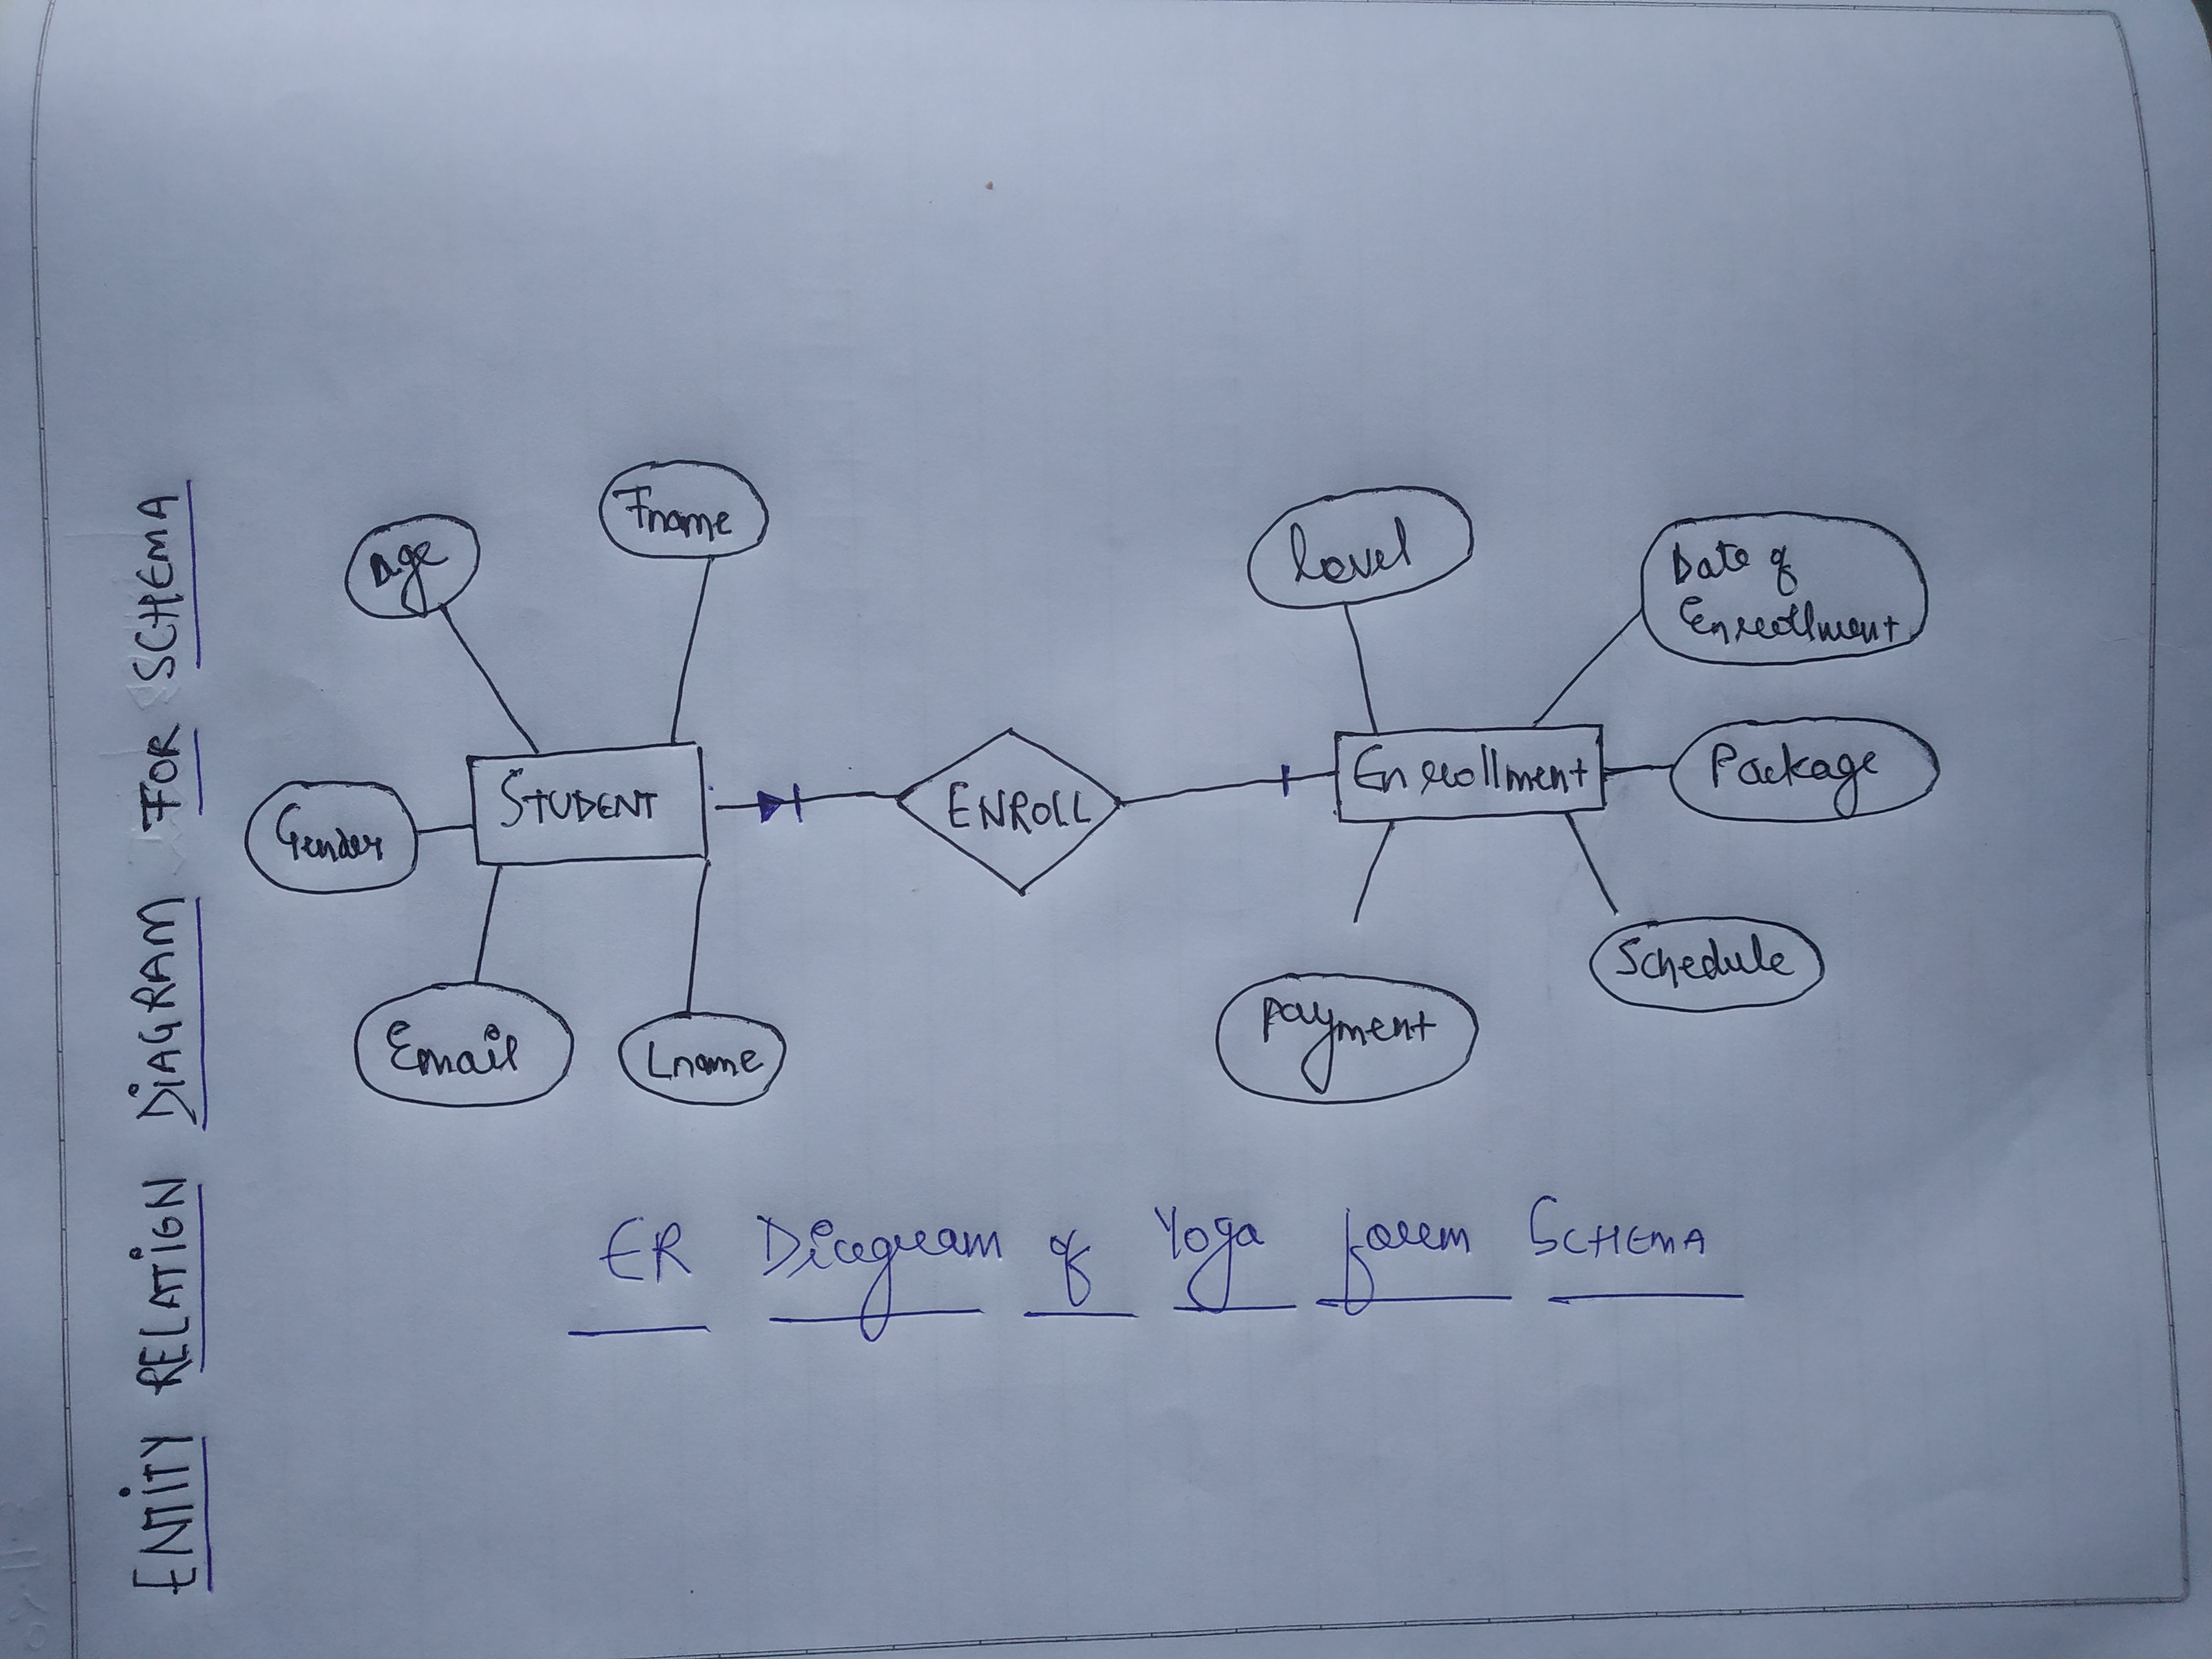 ENTITY RELATION DIAGRAM FOR SCHEMA
Fname
Age
Level
Date of
Enrollment
STUDENT
ENROLL
Enrollment
Package
Gender
Schedule
Email
Lname
Payment
ER Diagram of Yoga form SCHEMA